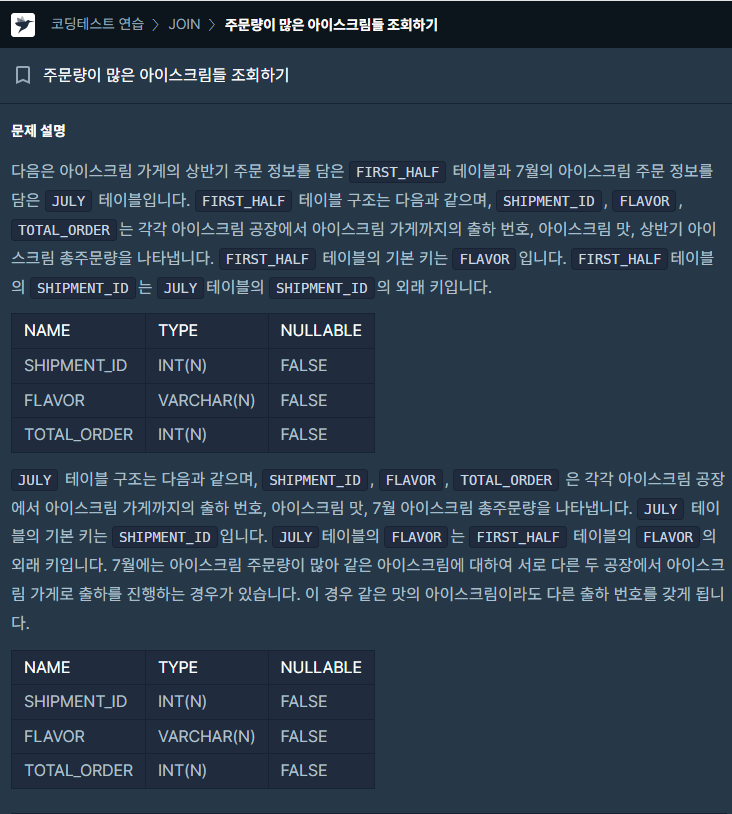 코딩테스트 연습 > JOIN > 주문량이 많은 아이스크림들 조회하기
주문량이 많은 아이스크림들 조회하기
문제 설명
다음은 아이스크림 가게의 상반기 주문 정보를 담은 FIRST_HALF 테이블과 7월의 아이스크림 주문 정보를
담은 JULY 테이블입니다. FIRST_HALF 테이블 구조는 다음과 같으며, SHIPMENT_ID, FLAVOR,
TOTAL_ORDER 는 각각 아이스크림 공장에서 아이스크림 가게까지의 출하 번호, 아이스크림 맛, 상반기 아이
스크림 총주문량을 나타냅니다. FIRST_HALF 테이블의 기본 키는 FLAVOR 입니다. FIRST_HALF 테이블
의 SHIPMENT_ID 는 JULY 테이블의 SHIPMENT_ID 의 외래 키입니다.
NAME TYPE NULLABLE
SHIPMENT_ID INT(N) FALSE
FLAVOR VARCHAR(N) FALSE
TOTAL_ORDER INT(N) FALSE
JULY 테이블 구조는 다음과 같으며, SHIPMENT_ID, FLAVOR, TOTAL_ORDER 은 각각 아이스크림 공장
에서 아이스크림 가게까지의 출하 번호, 아이스크림 맛, 7월 아이스크림 총주문량을 나타냅니다. JULY 테이
블의 기본 키는 SHIPMENT_ID 입니다. JULY 테이블의 FLAVOR 는 FIRST_HALF 테이블의 FLAVOR 의
외래 키입니다. 7월에는 아이스크림 주문량이 많아 같은 아이스크림에 대하여 서로 다른 두 공장에서 아이스크
림 가게로 출하를 진행하는 경우가 있습니다. 이 경우 같은 맛의 아이스크림이라도 다른 출하 번호를 갖게 됩니
다.
NAME TYPE NULLABLE
SHIPMENT_ID INT(N) FALSE
FLAVOR VARCHAR(N) FALSE
TOTAL_ORDER INT(N) FALSE